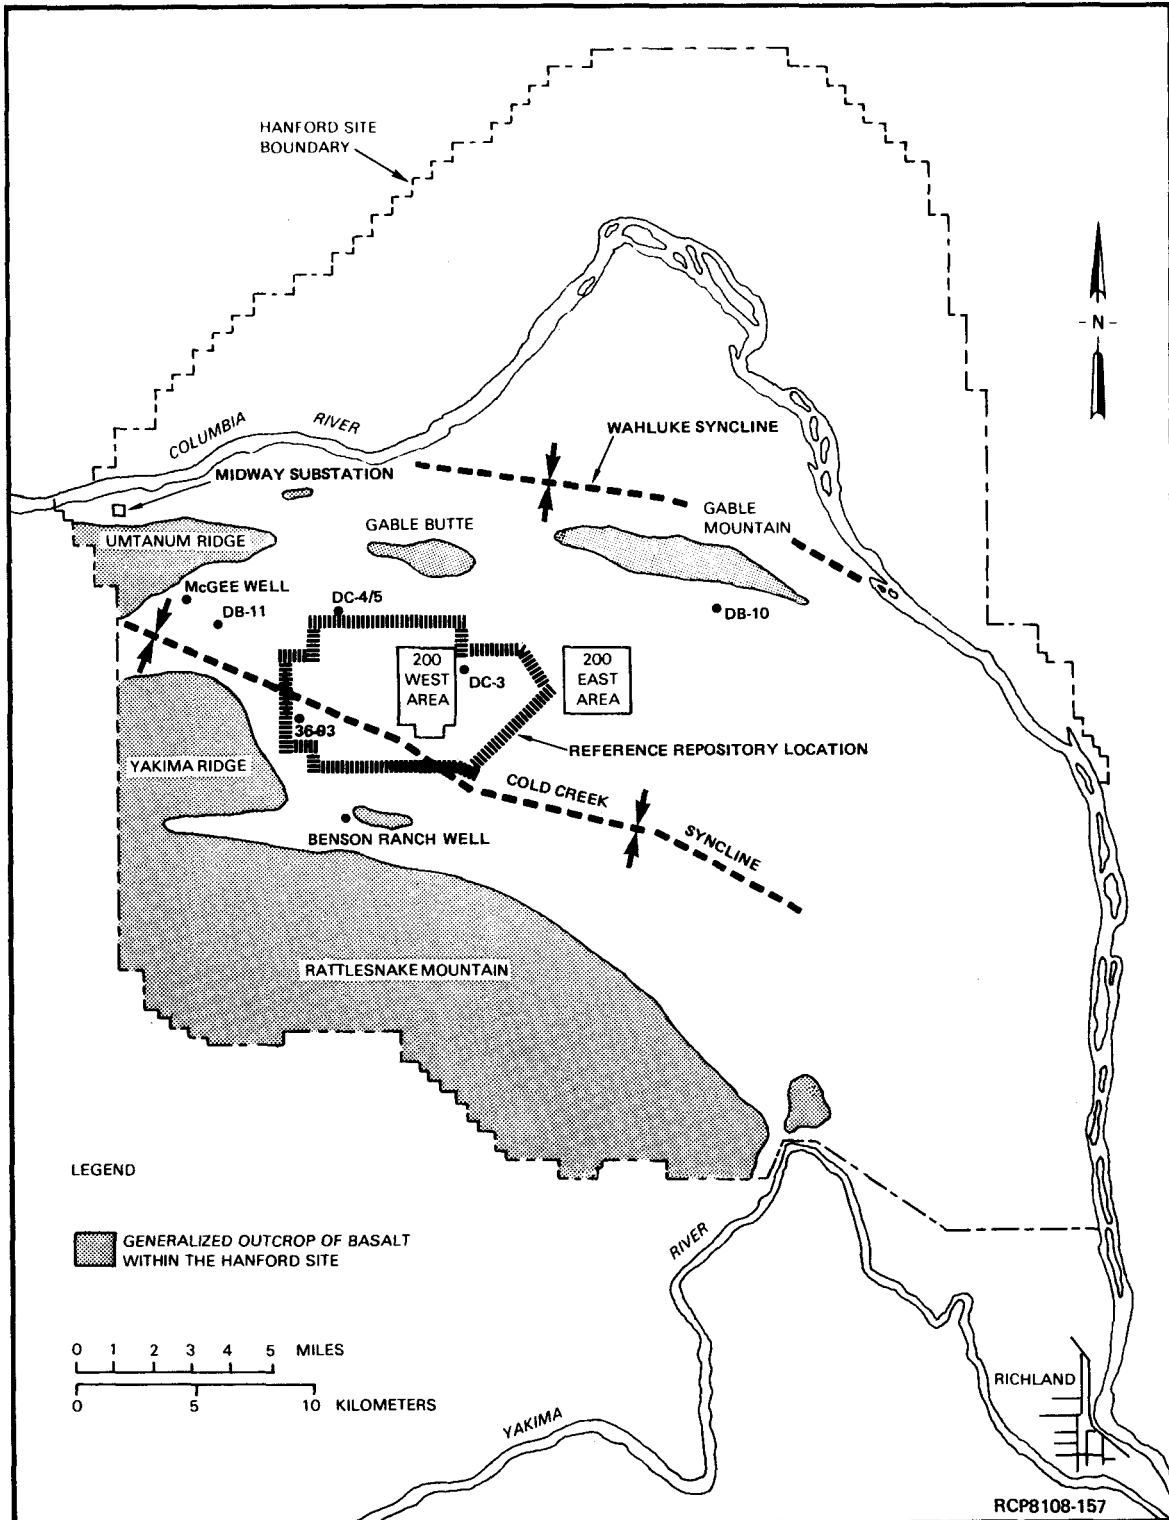 HANFORD SITE
BOUNDARY
- N -
COLUMBIA RIVER
WAHLUKE SYNCLINE
MIDWAY SUBSTATION
GABLE
MOUNTAIN
GABLE BUTTE
UMTANUM RIDGE
McGEE WELL
DB-11
DC-4/5
DB-10
200
WEST
AREA
DC-3
200
EAST
AREA
36-93
REFERENCE REPOSITORY LOCATION
YAKIMA RIDGE
COLD CREEK
SYNCLINE
BENSON RANCH WELL
RATTLESNAKE MOUNTAIN
LEGEND
GENERALIZED OUTCROP OF BASALT
WITHIN THE HANFORD SITE
0 1 2 3 4 5 MILES
0 5 10 KILOMETERS
YAKIMA
RIVER
RICHLAND
RCP8108-157